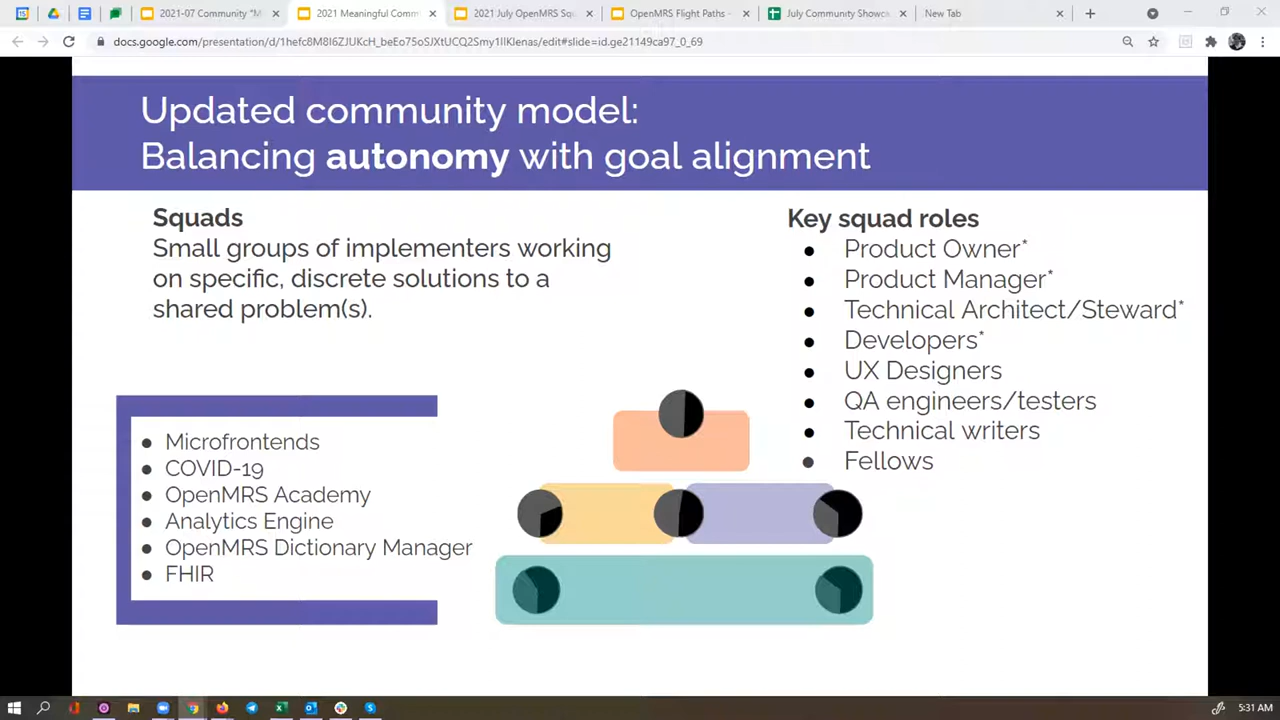 2021-07 Community "M
2021 Meaningful Comm
2021 July OpenMRS Squ
OpenMRS Flight Paths -
July Community Showca
New Tab
docs.google.com/presentation/d/1hefc8M8I6ZJUKcH_beEo75oSJXtUCQ2Smy1IlKIenas/edit#slide=id.ge21149ca97_0_69
Updated community model:
Balancing autonomy with goal alignment
Squads
Small groups of implementers working
on specific, discrete solutions to a
shared problem(s).
Key squad roles
Product Owner*
Product Manager*
Technical Architect/Steward*
Developers*
UX Designers
QA engineers/testers
Technical writers
Fellows
Microfrontends
COVID-19
OpenMRS Academy
Analytics Engine
OpenMRS Dictionary Manager
FHIR
5:31 AM